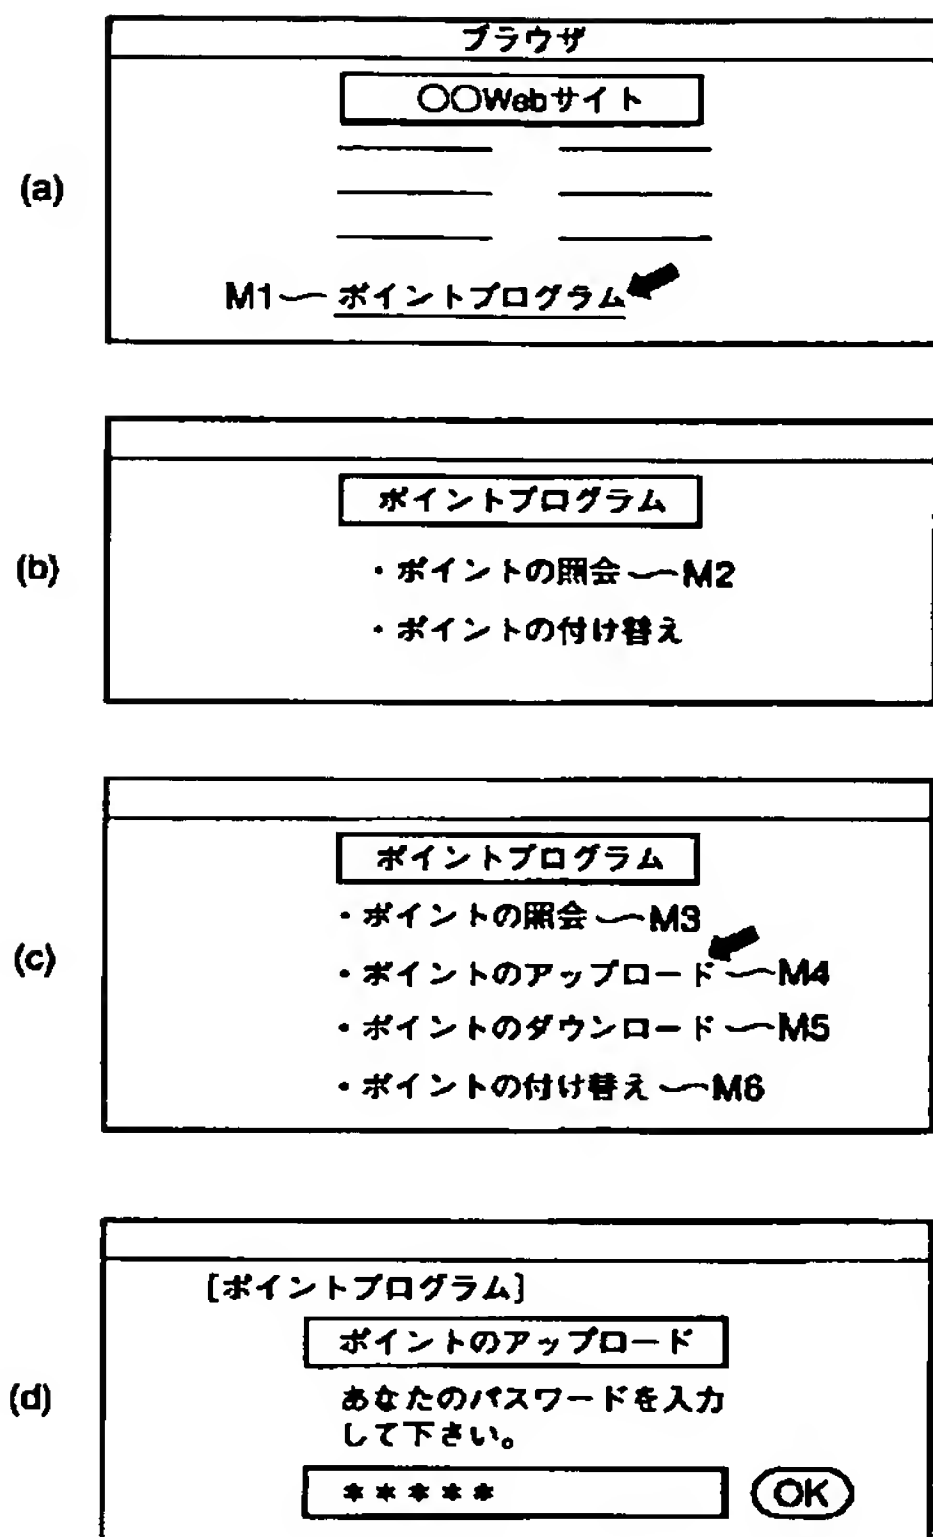 ブラウザ
○○Webサイト
(a)
M1 ポイントプログラム
ポイントプログラム
(b)
・ポイントの照会 M2
・ポイントの付け替え
ポイントプログラム
・ポイントの照会 M3
(c)
・ポイントのアップロード M4
・ポイントのダウンロード M5
・ポイントの付け替え M6
[ポイントプログラム]
ポイントのアップロード
(d)
あなたのパスワードを入力
して下さい。
＊＊＊＊＊ OK